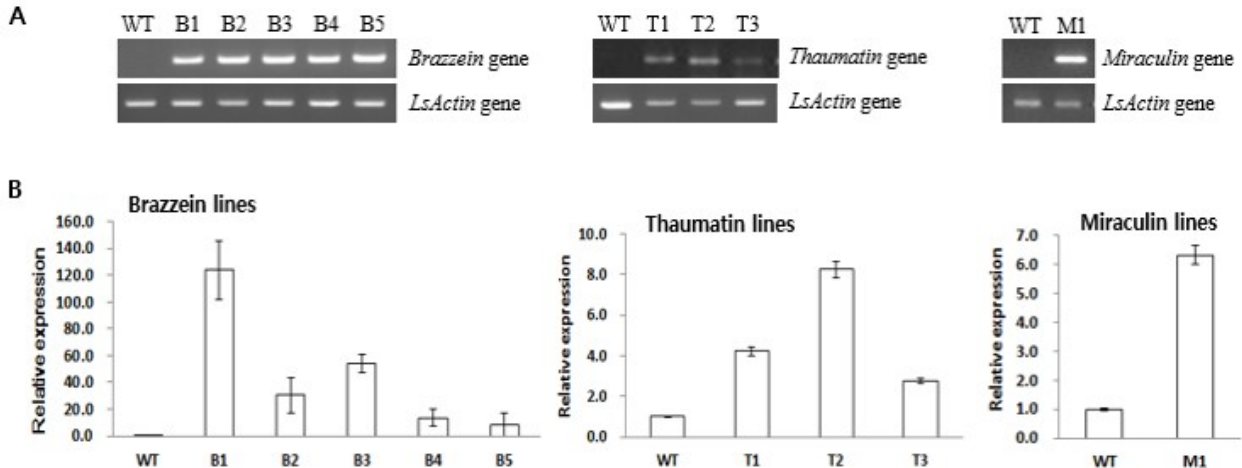 A
WT B1 B2 B3 B4 B5
Brazzein gene
LsActin gene
WT T1 T2 T3
Thaumatin gene
LsActin gene
WT M1
Miraculin gene
LsActin gene
B
Brazzein lines
Relative expression
160.0
140.0
120.0
100.0
80.0
60.0
40.0
20.0
0.0
WT B1 B2 B3 B4 B5
Thaumatin lines
Relative expression
10.0
8.0
6.0
4.0
2.0
0.0
WT T1 T2 T3
Miraculin lines
Relative expression
7.0
6.0
5.0
4.0
3.0
2.0
1.0
0.0
WT M1